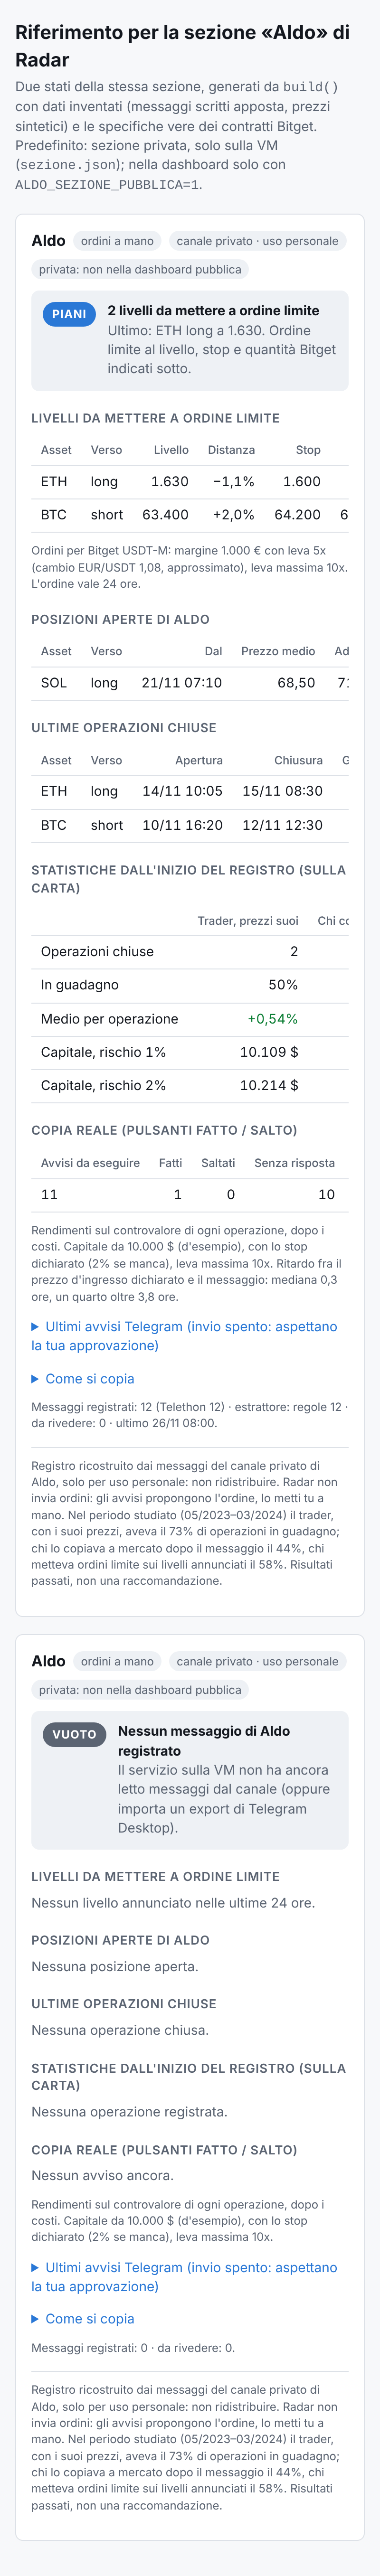 Riferimento per la sezione «Aldo» di
Radar
Due stati della stessa sezione, generati da build()
con dati inventati (messaggi scritti apposta, prezzi
sintetici) e le specifiche vere dei contratti Bitget.
Predefinito: sezione privata, solo sulla VM
(sezione.json); nella dashboard solo con
ALDO_SEZIONE_PUBBLICA=1.
Aldo ordini a mano canale privato · uso personale
privata: non nella dashboard pubblica
PIANI 2 livelli da mettere a ordine limite
Ultimo: ETH long a 1.630. Ordine
limite al livello, stop e quantità Bitget
indicati sotto.
LIVELLI DA METTERE A ORDINE LIMITE
Asset Verso Livello Distanza Stop
ETH long 1.630 −1,1% 1.600
BTC short 63.400 +2,0% 64.200 6
Ordini per Bitget USDT-M: margine 1.000 € con leva 5x
(cambio EUR/USDT 1,08, approssimato), leva massima 10x.
L'ordine vale 24 ore.
POSIZIONI APERTE DI ALDO
Asset Verso Dal Prezzo medio Ad
SOL long 21/11 07:10 68,50 71
ULTIME OPERAZIONI CHIUSE
Asset Verso Apertura Chiusura G
ETH long 14/11 10:05 15/11 08:30
BTC short 10/11 16:20 12/11 12:30
STATISTICHE DALL'INIZIO DEL REGISTRO (SULLA
CARTA)
Trader, prezzi suoi Chi co
Operazioni chiuse 2
In guadagno 50%
Medio per operazione +0,54%
Capitale, rischio 1% 10.109 $
Capitale, rischio 2% 10.214 $
COPIA REALE (PULSANTI FATTO / SALTO)
Avvisi da eseguire Fatti Saltati Senza risposta
11 1 0 10
Rendimenti sul controvalore di ogni operazione, dopo i
costi. Capitale da 10.000 $ (d'esempio), con lo stop
dichiarato (2% se manca), leva massima 10x. Ritardo fra il
prezzo d'ingresso dichiarato e il messaggio: mediana 0,3
ore, un quarto oltre 3,8 ore.
▶ Ultimi avvisi Telegram (invio spento: aspettano
la tua approvazione)
▶ Come si copia
Messaggi registrati: 12 (Telethon 12) · estrattore: regole 12 ·
da rivedere: 0 · ultimo 26/11 08:00.
Registro ricostruito dai messaggi del canale privato di
Aldo, solo per uso personale: non ridistribuire. Radar non
invia ordini: gli avvisi propongono l'ordine, lo metti tu a
mano. Nel periodo studiato (05/2023–03/2024) il trader,
con i suoi prezzi, aveva il 73% di operazioni in guadagno;
chi lo copiava a mercato dopo il messaggio il 44%, chi
metteva ordini limite sui livelli annunciati il 58%. Risultati
passati, non una raccomandazione.
Aldo ordini a mano canale privato · uso personale
privata: non nella dashboard pubblica
VUOTO Nessun messaggio di Aldo
registrato
Il servizio sulla VM non ha ancora
letto messaggi dal canale (oppure
importa un export di Telegram
Desktop).
LIVELLI DA METTERE A ORDINE LIMITE
Nessun livello annunciato nelle ultime 24 ore.
POSIZIONI APERTE DI ALDO
Nessuna posizione aperta.
ULTIME OPERAZIONI CHIUSE
Nessuna operazione chiusa.
STATISTICHE DALL'INIZIO DEL REGISTRO (SULLA
CARTA)
Nessuna operazione registrata.
COPIA REALE (PULSANTI FATTO / SALTO)
Nessun avviso ancora.
Rendimenti sul controvalore di ogni operazione, dopo i
costi. Capitale da 10.000 $ (d'esempio), con lo stop
dichiarato (2% se manca), leva massima 10x.
▶ Ultimi avvisi Telegram (invio spento: aspettano
la tua approvazione)
▶ Come si copia
Messaggi registrati: 0 · da rivedere: 0.
Registro ricostruito dai messaggi del canale privato di
Aldo, solo per uso personale: non ridistribuire. Radar non
invia ordini: gli avvisi propongono l'ordine, lo metti tu a
mano. Nel periodo studiato (05/2023–03/2024) il trader,
con i suoi prezzi, aveva il 73% di operazioni in guadagno;
chi lo copiava a mercato dopo il messaggio il 44%, chi
metteva ordini limite sui livelli annunciati il 58%. Risultati
passati, non una raccomandazione.